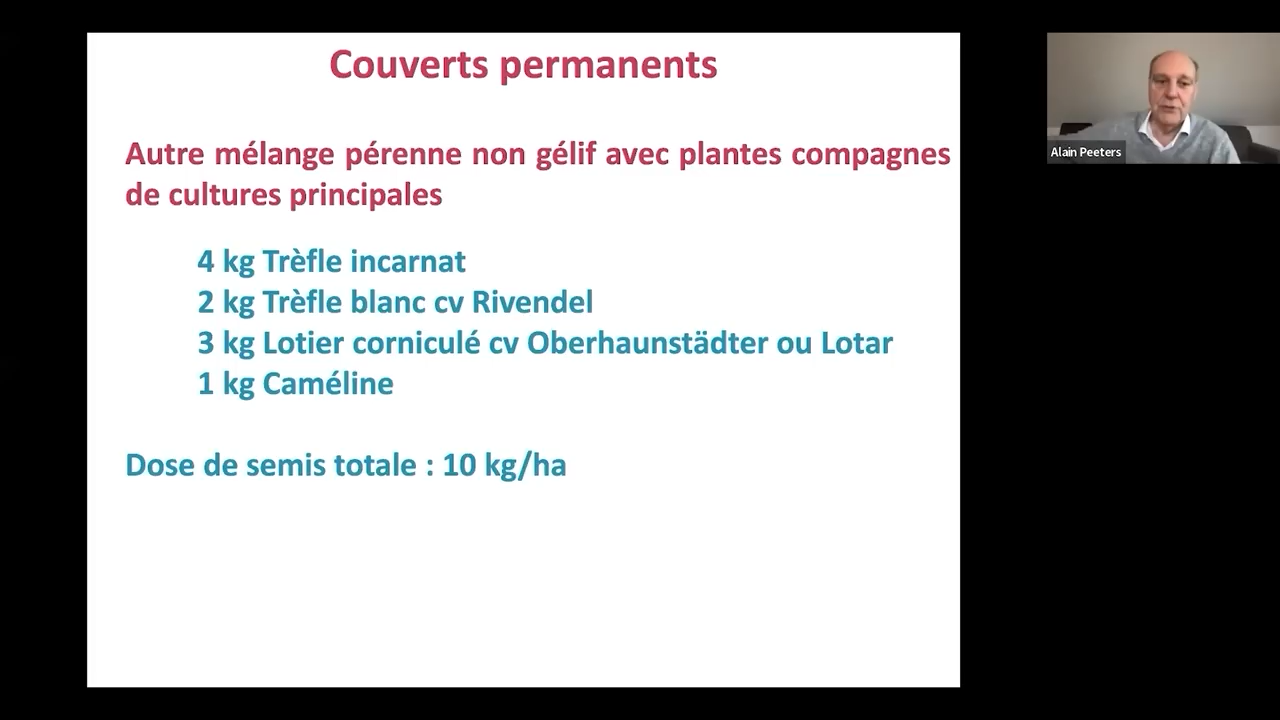 Couverts permanents
Autre mélange pérenne non gélif avec plantes compagnes
de cultures principales
4 kg Trèfle incarnat
2 kg Trèfle blanc cv Rivendel
3 kg Lotier corniculé cv Oberhaunstädter ou Lotar
1 kg Caméline
Dose de semis totale : 10 kg/ha
Alain Peeters